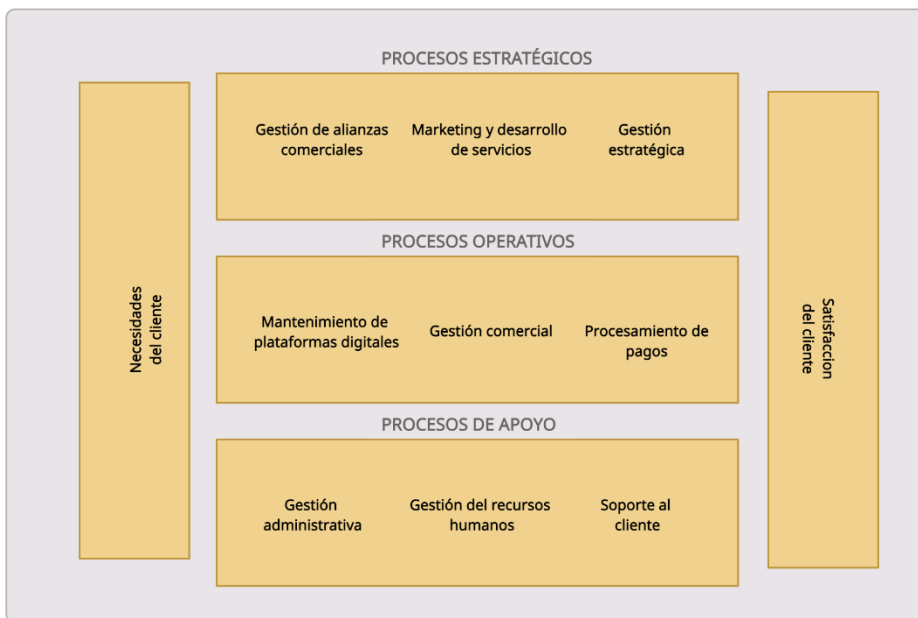 PROCESOS ESTRATÉGICOS
Gestión de alianzas
comerciales
Marketing y desarrollo
de servicios
Gestión
estratégica
Necesidades
del cliente
PROCESOS OPERATIVOS
Mantenimiento de
plataformas digitales
Gestión comercial
Procesamiento de
pagos
Satisfaccion
del cliente
PROCESOS DE APOYO
Gestión
administrativa
Gestión del recursos
humanos
Soporte al
cliente